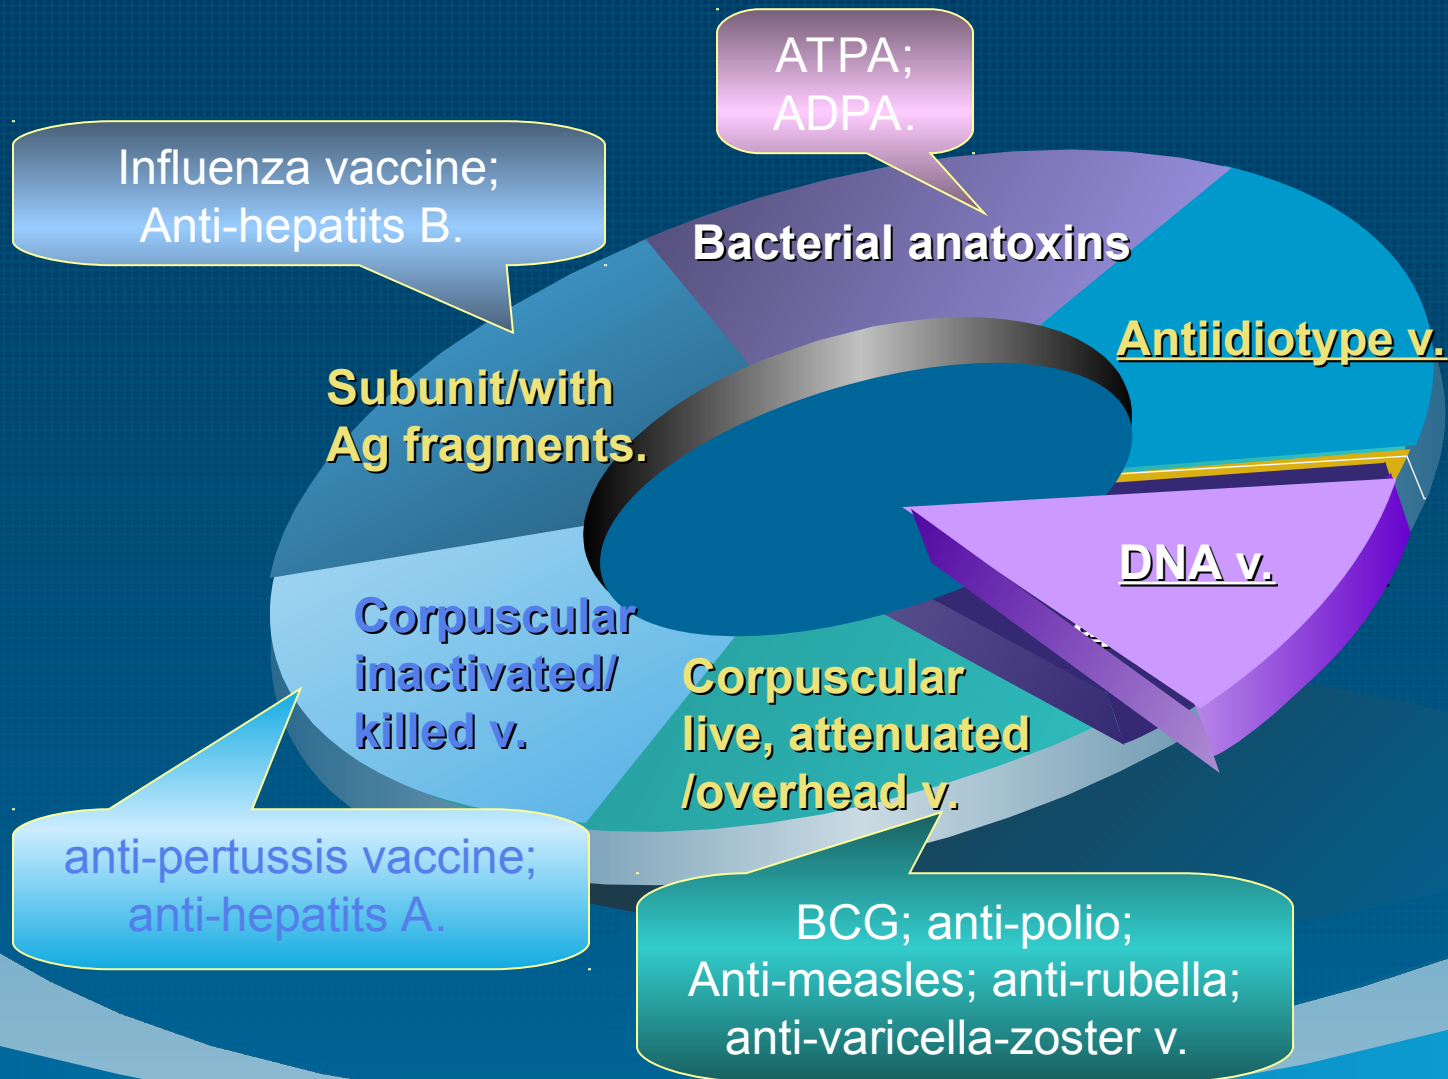 ATPA;
ADPA.
Influenza vaccine;
Anti-hepatits B.
Bacterial anatoxins
Antiidiotype v.
Subunit/with
Ag fragments.
DNA v.
Corpuscular
inactivated/
killed v.
Corpuscular
live, attenuated
/overhead v.
anti-pertussis vaccine;
anti-hepatits A.
BCG; anti-polio;
Anti-measles; anti-rubella;
anti-varicella-zoster v.